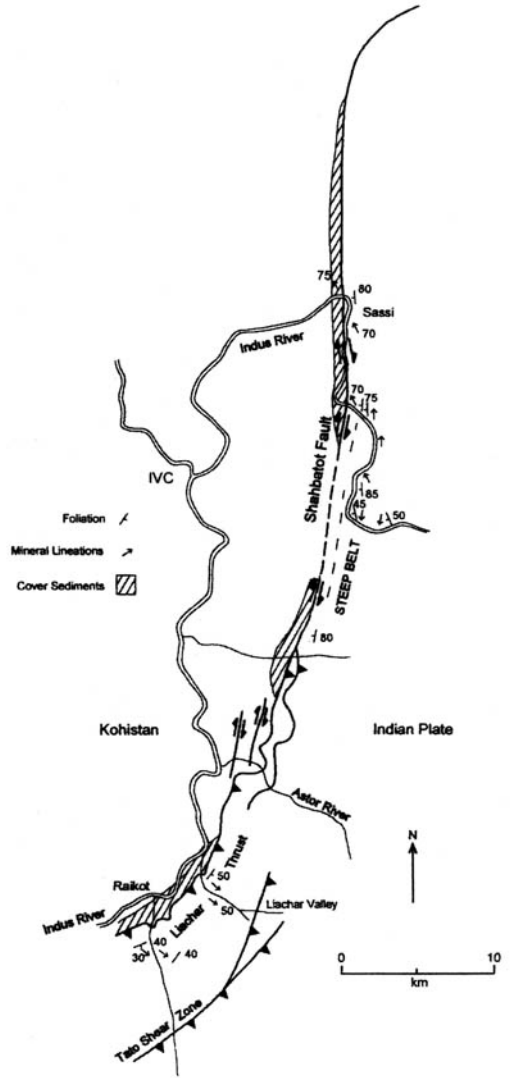 75
80
Sassi
70
Indus River
70
75
Shahbatot Fault
IVC
85
45
50
Foliation
Mineral Lineations
STEEP BELT
Cover Sediments
80
Kohistan
Indian Plate
Astor River
N
Thrust
50
Raikot
Liachar
50
Liachar Valley
Indus River
40
30
40
0
10
km
Tato Shear Zone